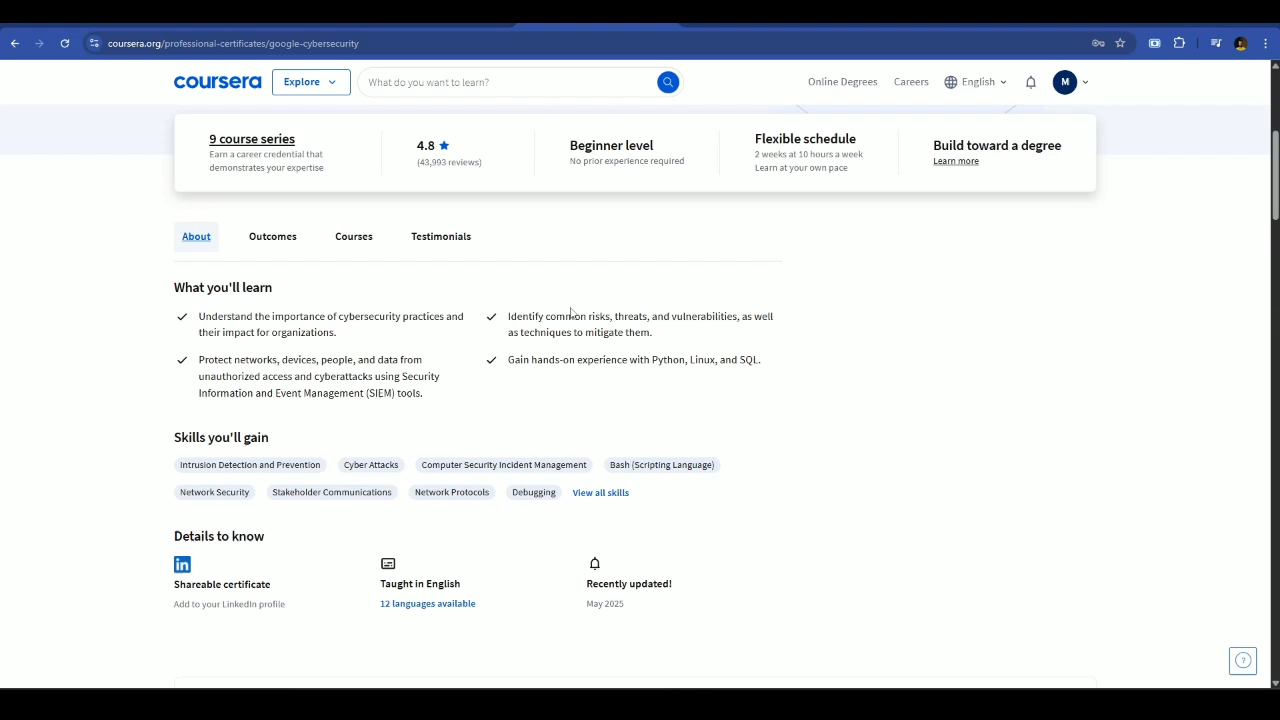 coursera.org/professional-certificates/google-cybersecurity
coursera
Explore
What do you want to learn?
Online Degrees
Careers
English
M
9 course series
Earn a career credential that
demonstrates your expertise
4.8
(43,993 reviews)
Beginner level
No prior experience required
Flexible schedule
2 weeks at 10 hours a week
Learn at your own pace
Build toward a degree
Learn more
About
Outcomes
Courses
Testimonials
What you'll learn
Understand the importance of cybersecurity practices and
their impact for organizations.
Identify common risks, threats, and vulnerabilities, as well
as techniques to mitigate them.
Protect networks, devices, people, and data from
unauthorized access and cyberattacks using Security
Information and Event Management (SIEM) tools.
Gain hands-on experience with Python, Linux, and SQL.
Skills you'll gain
Intrusion Detection and Prevention
Cyber Attacks
Computer Security Incident Management
Bash (Scripting Language)
Network Security
Stakeholder Communications
Network Protocols
Debugging
View all skills
Details to know
in
Shareable certificate
Add to your LinkedIn profile
Taught in English
12 languages available
Recently updated!
May 2025
?